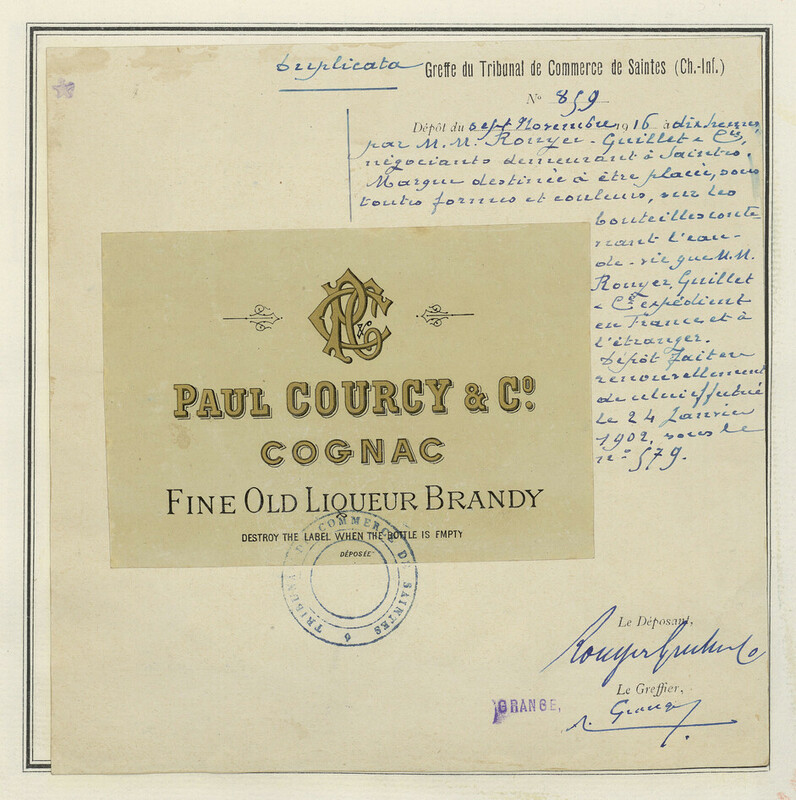 Duplicata
Greffe du Tribunal de Commerce de Saintes (Ch.-Inf.)
N° 859
Dépôt du sept Novembre 1916 à dix heures
par M.M. Rouyer-Guillet & Cie,
négociants demeurant à Saintes.
Marque destinée à être placée, sous
toutes formes et couleurs, sur les
bouteilles conte-
nant l'eau-
de-vie que M.M.
Rouyer, Guillet
& Cie expédient
en France et à
l'étranger.
Dépôt fait en
renouvellement
de celui effectué
le 24 Janvier
1902, sous le
n° 579.
PAUL COURCY & Co.
COGNAC
FINE OLD LIQUEUR BRANDY
DESTROY THE LABEL WHEN THE BOTTLE IS EMPTY
DÉPOSÉE
TRIBUNAL DE COMMERCE DE SAINTES
Le Déposant,
Rouyer Guillet & Co
Le Greffier,
GRANGE,
Grange